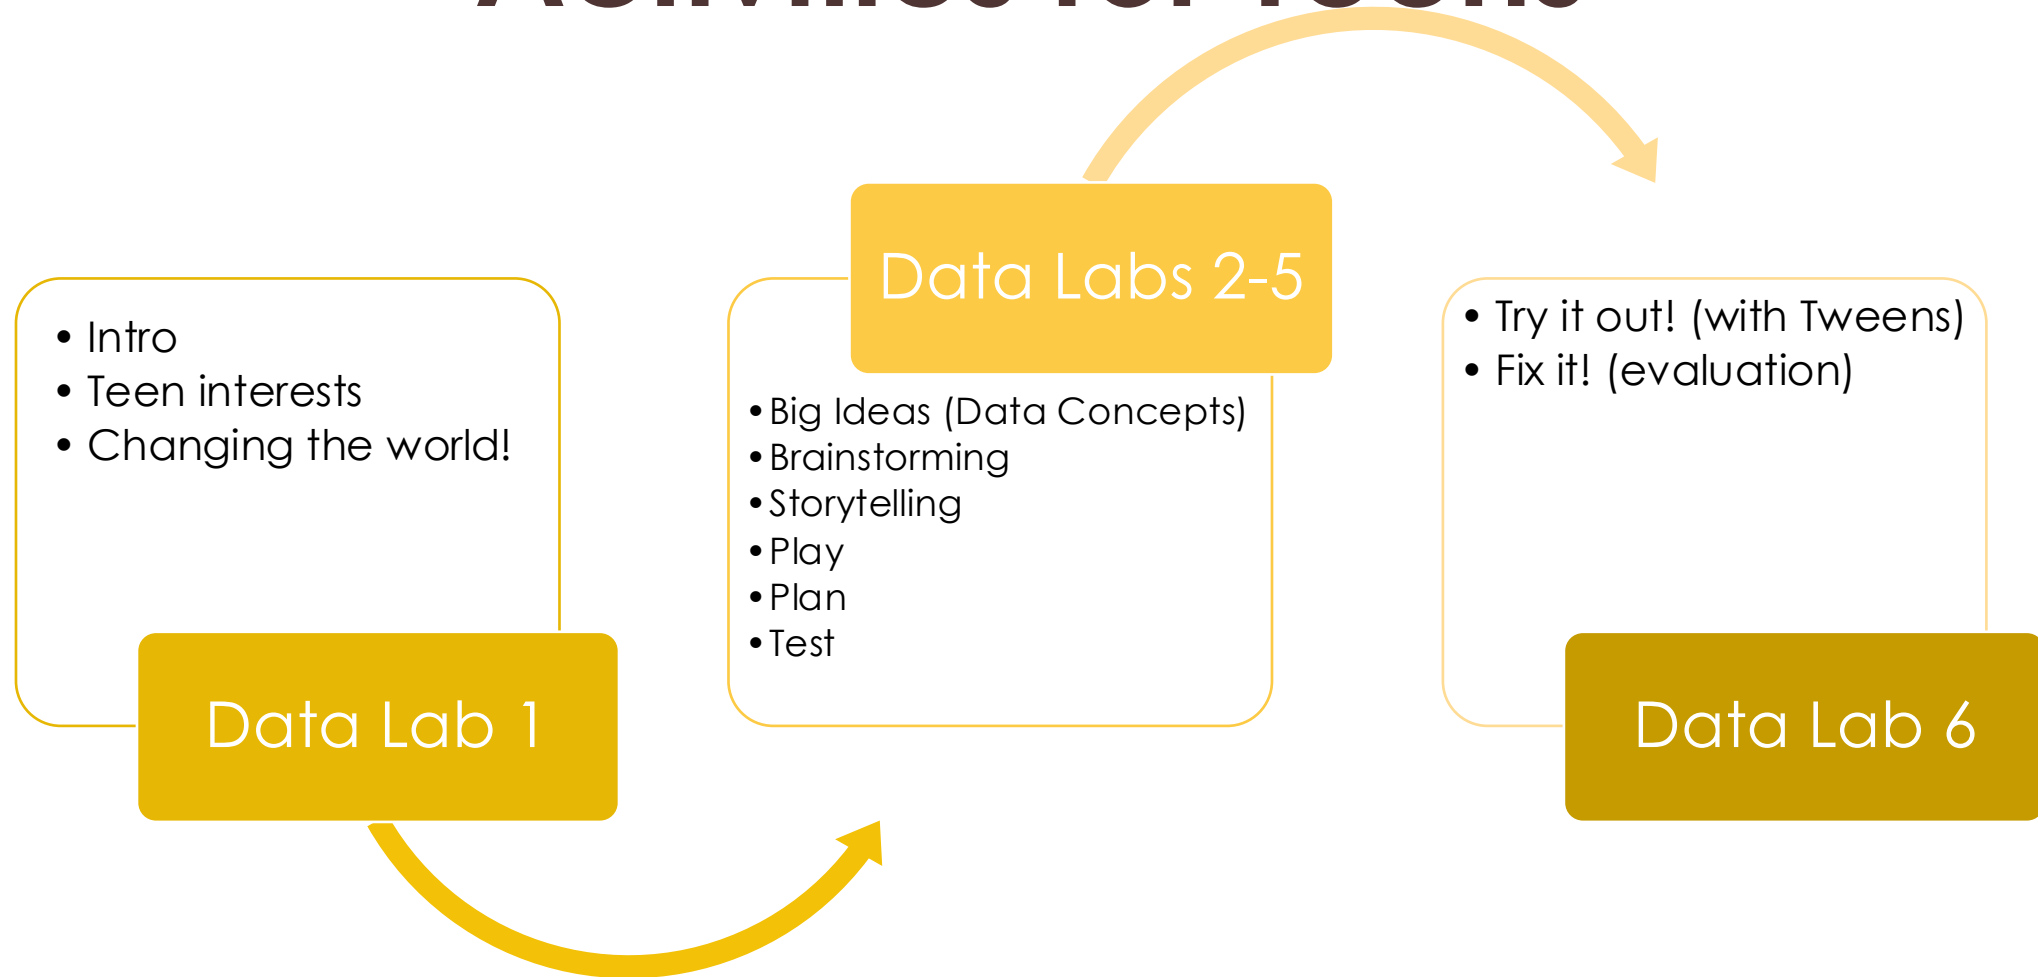 • Intro
• Teen interests
• Changing the world!
Data Lab 1
Data Labs 2-5
• Big Ideas (Data Concepts)
• Brainstorming
• Storytelling
• Play
• Plan
• Test
• Try it out! (with Tweens)
• Fix it! (evaluation)
Data Lab 6